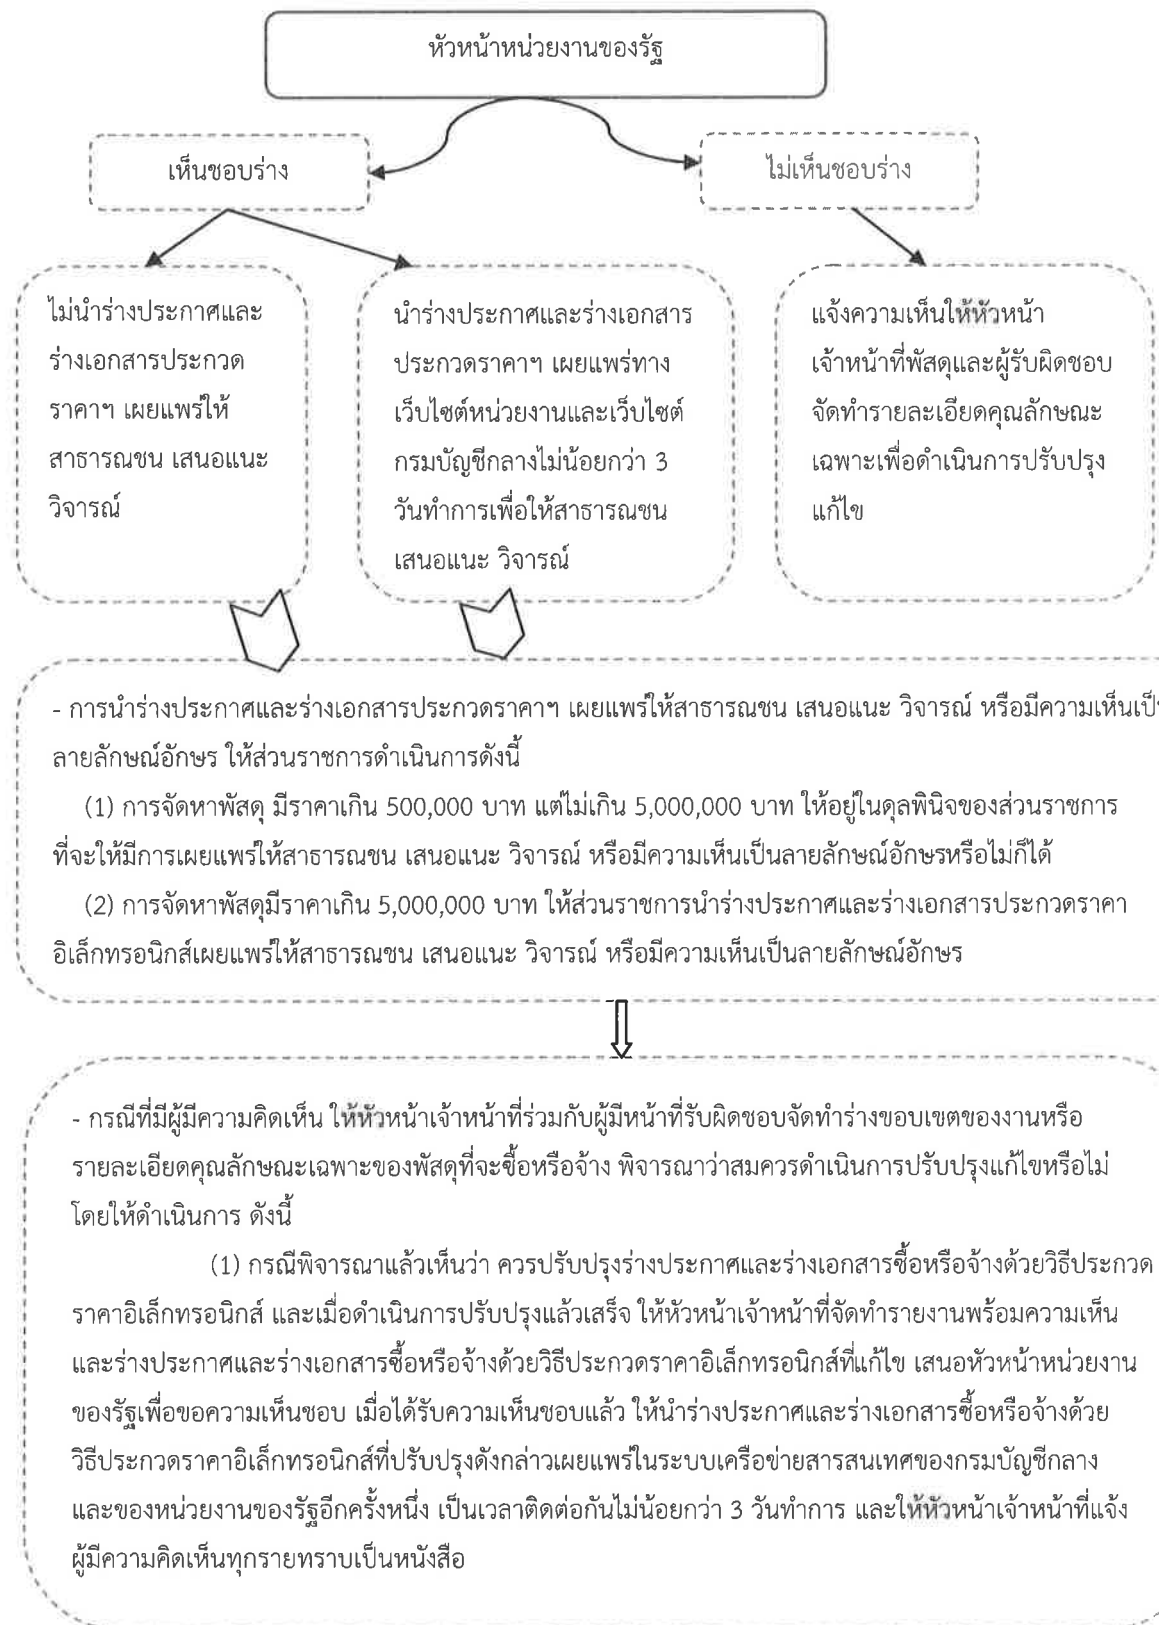 หัวหน้าหน่วยงานของรัฐ
เห็นชอบร่าง
ไม่เห็นชอบร่าง
ไม่นำร่างประกาศและ
ร่างเอกสารประกวด
ราคาฯ เผยแพร่ให้
สาธารณชน เสนอแนะ
วิจารณ์
นำร่างประกาศและร่างเอกสาร
ประกวดราคาฯ เผยแพร่ทาง
เว็บไซต์หน่วยงานและเว็บไซต์
กรมบัญชีกลางไม่น้อยกว่า 3
วันทำการเพื่อให้สาธารณชน
เสนอแนะ วิจารณ์
แจ้งความเห็นให้หัวหน้า
เจ้าหน้าที่พัสดุและผู้รับผิดชอบ
จัดทำรายละเอียดคุณลักษณะ
เฉพาะเพื่อดำเนินการปรับปรุง
แก้ไข
- การนำร่างประกาศและร่างเอกสารประกวดราคาฯ เผยแพร่ให้สาธารณชน เสนอแนะ วิจารณ์ หรือมีความเห็นเป็น
ลายลักษณ์อักษร ให้ส่วนราชการดำเนินการดังนี้
(1) การจัดหาพัสดุ มีราคาเกิน 500,000 บาท แต่ไม่เกิน 5,000,000 บาท ให้อยู่ในดุลพินิจของส่วนราชการ
ที่จะให้มีการเผยแพร่ให้สาธารณชน เสนอแนะ วิจารณ์ หรือมีความเห็นเป็นลายลักษณ์อักษรหรือไม่ก็ได้
(2) การจัดหาพัสดุมีราคาเกิน 5,000,000 บาท ให้ส่วนราชการนำร่างประกาศและร่างเอกสารประกวดราคา
อิเล็กทรอนิกส์เผยแพร่ให้สาธารณชน เสนอแนะ วิจารณ์ หรือมีความเห็นเป็นลายลักษณ์อักษร
- กรณีที่มีผู้มีความคิดเห็น ให้หัวหน้าเจ้าหน้าที่ร่วมกับผู้มีหน้าที่รับผิดชอบจัดทำร่างขอบเขตของงานหรือ
รายละเอียดคุณลักษณะเฉพาะของพัสดุที่จะซื้อหรือจ้าง พิจารณาว่าสมควรดำเนินการปรับปรุงแก้ไขหรือไม่
โดยให้ดำเนินการ ดังนี้
(1) กรณีพิจารณาแล้วเห็นว่า ควรปรับปรุงร่างประกาศและร่างเอกสารซื้อหรือจ้างด้วยวิธีประกวด
ราคาอิเล็กทรอนิกส์ และเมื่อดำเนินการปรับปรุงแล้วเสร็จ ให้หัวหน้าเจ้าหน้าที่จัดทำรายงานพร้อมความเห็น
และร่างประกาศและร่างเอกสารซื้อหรือจ้างด้วยวิธีประกวดราคาอิเล็กทรอนิกส์ที่แก้ไข เสนอหัวหน้าหน่วยงาน
ของรัฐเพื่อขอความเห็นชอบ เมื่อได้รับความเห็นชอบแล้ว ให้นำร่างประกาศและร่างเอกสารซื้อหรือจ้างด้วย
วิธีประกวดราคาอิเล็กทรอนิกส์ที่ปรับปรุงดังกล่าวเผยแพร่ในระบบเครือข่ายสารสนเทศของกรมบัญชีกลาง
และของหน่วยงานของรัฐอีกครั้งหนึ่ง เป็นเวลาติดต่อกันไม่น้อยกว่า 3 วันทำการ และให้หัวหน้าเจ้าหน้าที่แจ้ง
ผู้มีความคิดเห็นทุกรายทราบเป็นหนังสือ